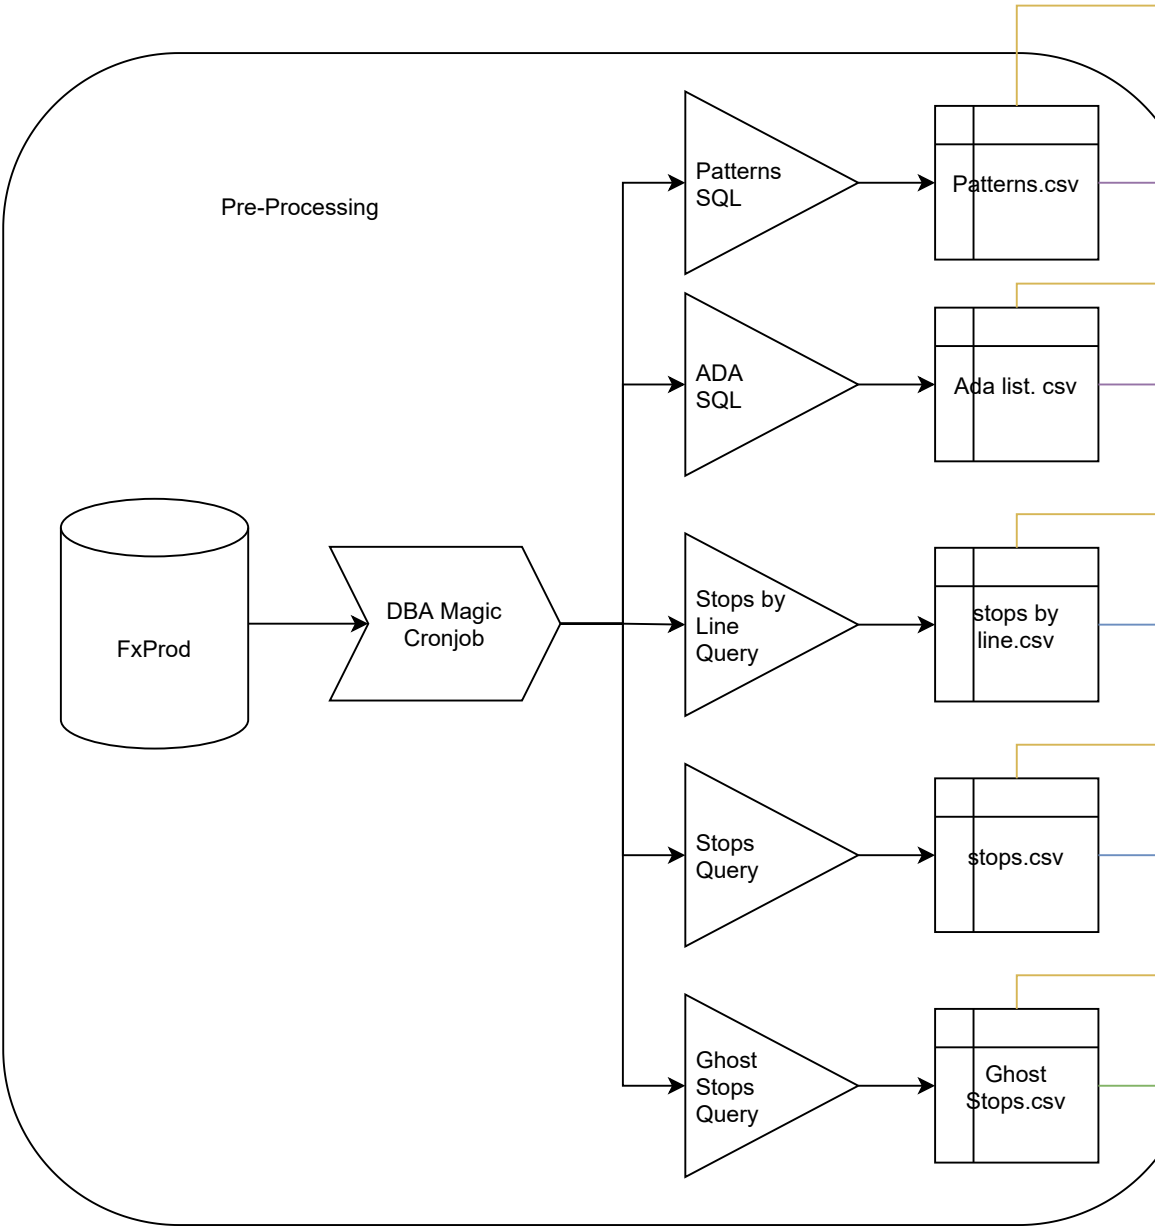 Pre-Processing
Patterns
SQL
Patterns.csv
ADA
SQL
Ada list. csv
FxProd
DBA Magic
Cronjob
Stops by
Line
Query
stops by
line.csv
Stops
Query
stops.csv
Ghost
Stops
Query
Ghost
Stops.csv